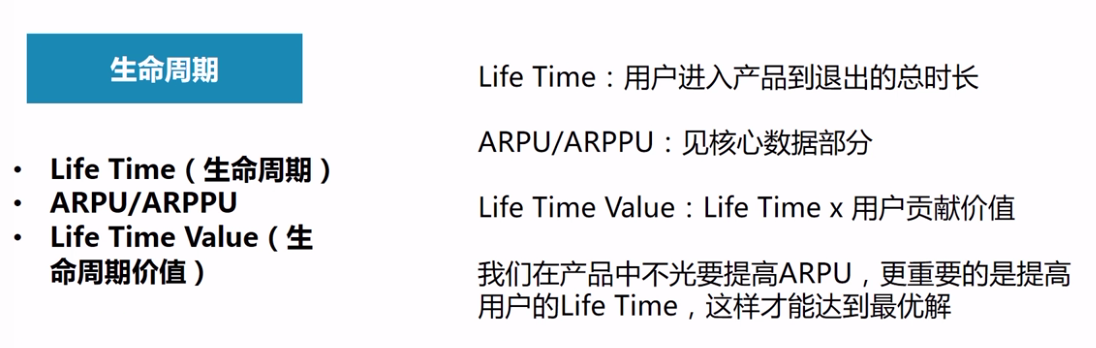 生命周期
• Life Time（生命周期）
• ARPU/ARPPU
• Life Time Value（生
命周期价值）
Life Time：用户进入产品到退出的总时长
ARPU/ARPPU：见核心数据部分
Life Time Value：Life Time x 用户贡献价值
我们在产品中不光要提高ARPU，更重要的是提高
用户的Life Time，这样才能达到最优解